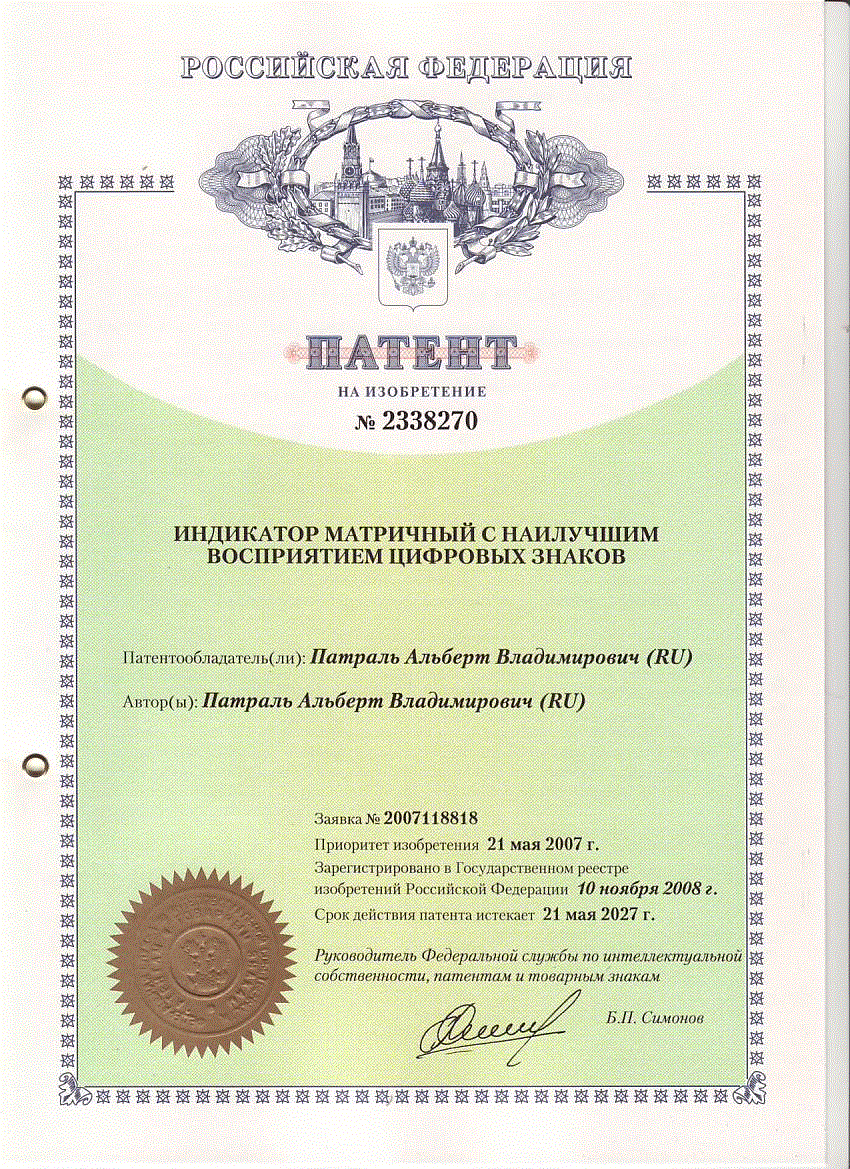 РОССИЙСКАЯ ФЕДЕРАЦИЯ
ПАТЕНТ
НА ИЗОБРЕТЕНИЕ
№ 2338270
ИНДИКАТОР МАТРИЧНЫЙ С НАИЛУЧШИМ
ВОСПРИЯТИЕМ ЦИФРОВЫХ ЗНАКОВ
Патентообладатель(ли): Патраль Альберт Владимирович (RU)
Автор(ы): Патраль Альберт Владимирович (RU)
Заявка № 2007118818
Приоритет изобретения 21 мая 2007 г.
Зарегистрировано в Государственном реестре
изобретений Российской Федерации 10 ноября 2008 г.
Срок действия патента истекает 21 мая 2027 г.
Руководитель Федеральной службы по интеллектуальной
собственности, патентам и товарным знакам
Б.П. Симонов